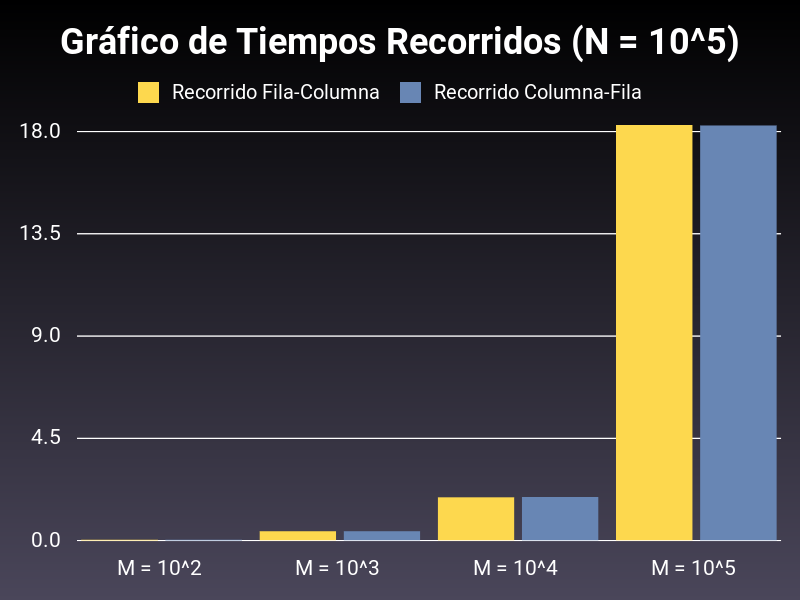 Gráfico de Tiempos Recorridos (N = 10^5)
Recorrido Fila-Columna Recorrido Columna-Fila
18.0
13.5
9.0
4.5
0.0
M = 10^2 M = 10^3 M = 10^4 M = 10^5